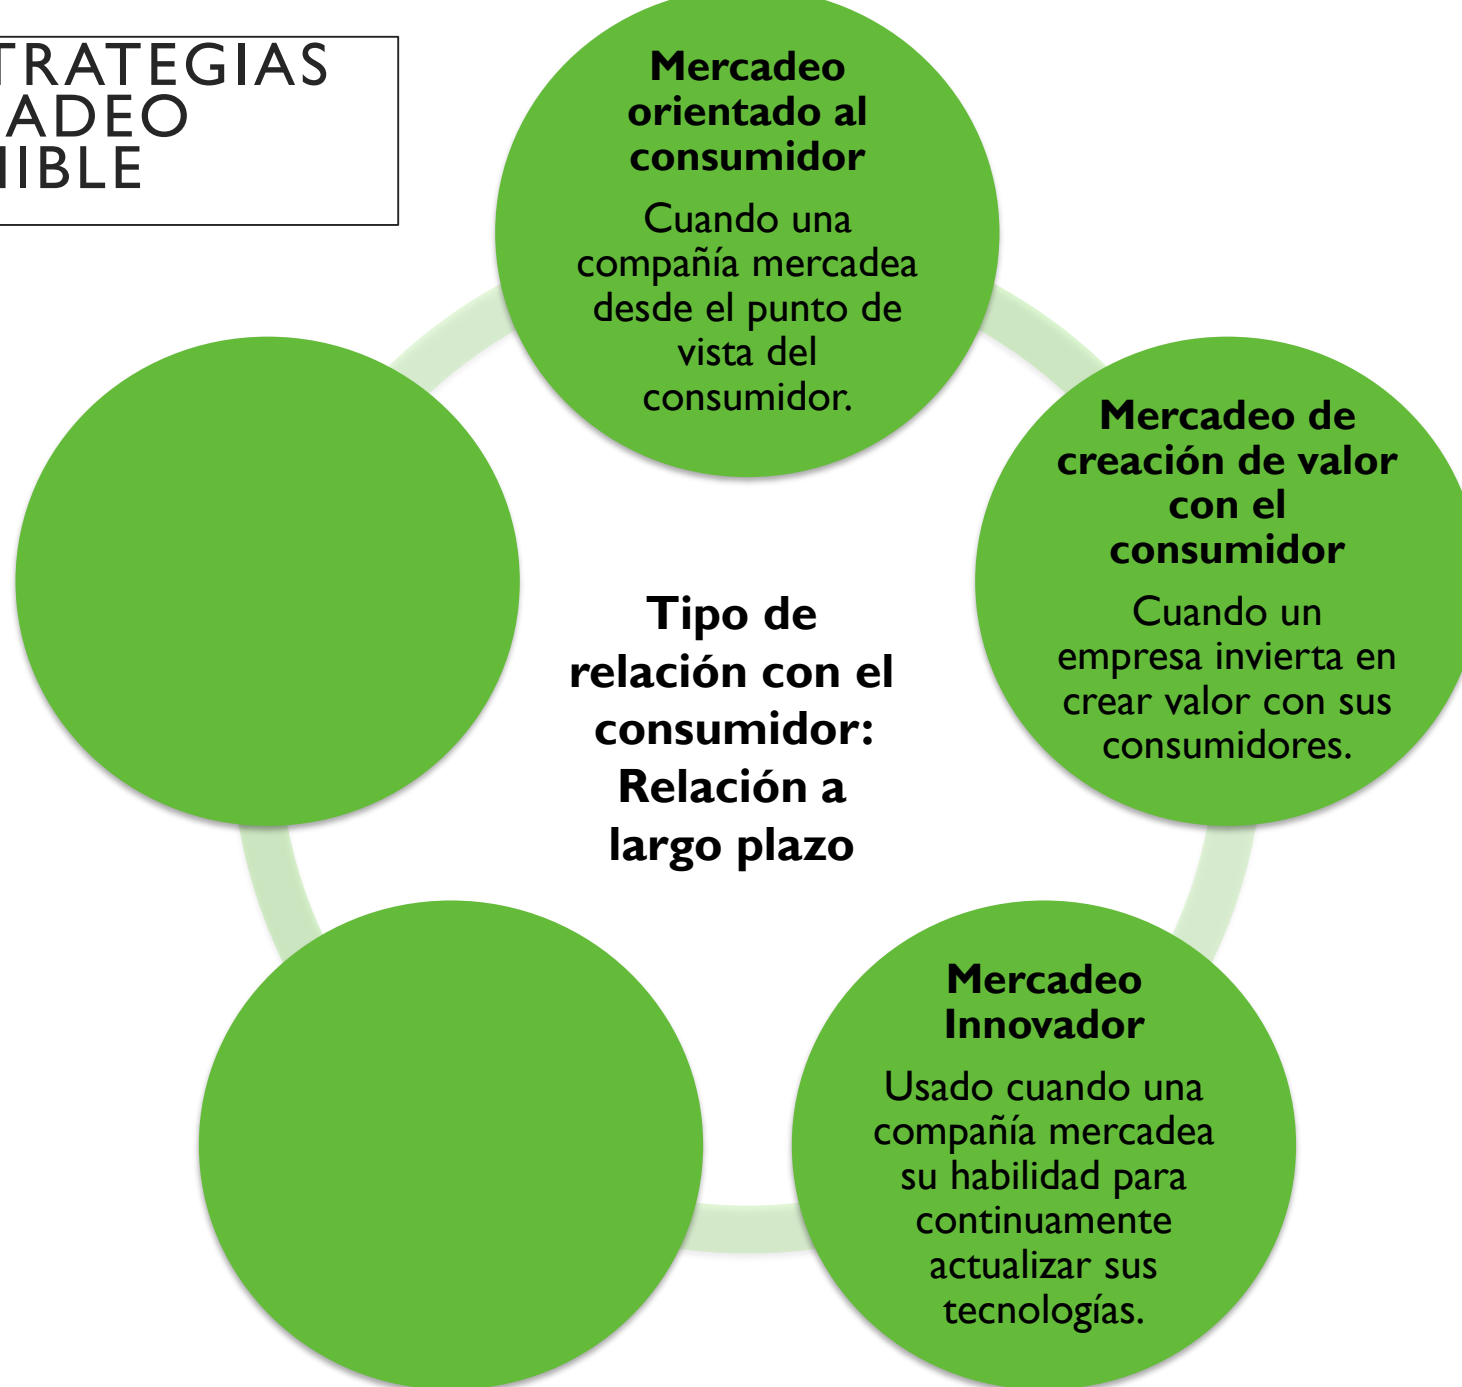 TRATEGIAS
ADEO
IBLE
Mercadeo
orientado al
consumidor
Cuando una
compañía mercadea
desde el punto de
vista del
consumidor.
Mercadeo de
creación de valor
con el
consumidor
Cuando un
empresa invierta en
crear valor con sus
consumidores.
Tipo de
relación con el
consumidor:
Relación a
largo plazo
Mercadeo
Innovador
Usado cuando una
compañía mercadea
su habilidad para
continuamente
actualizar sus
tecnologías.